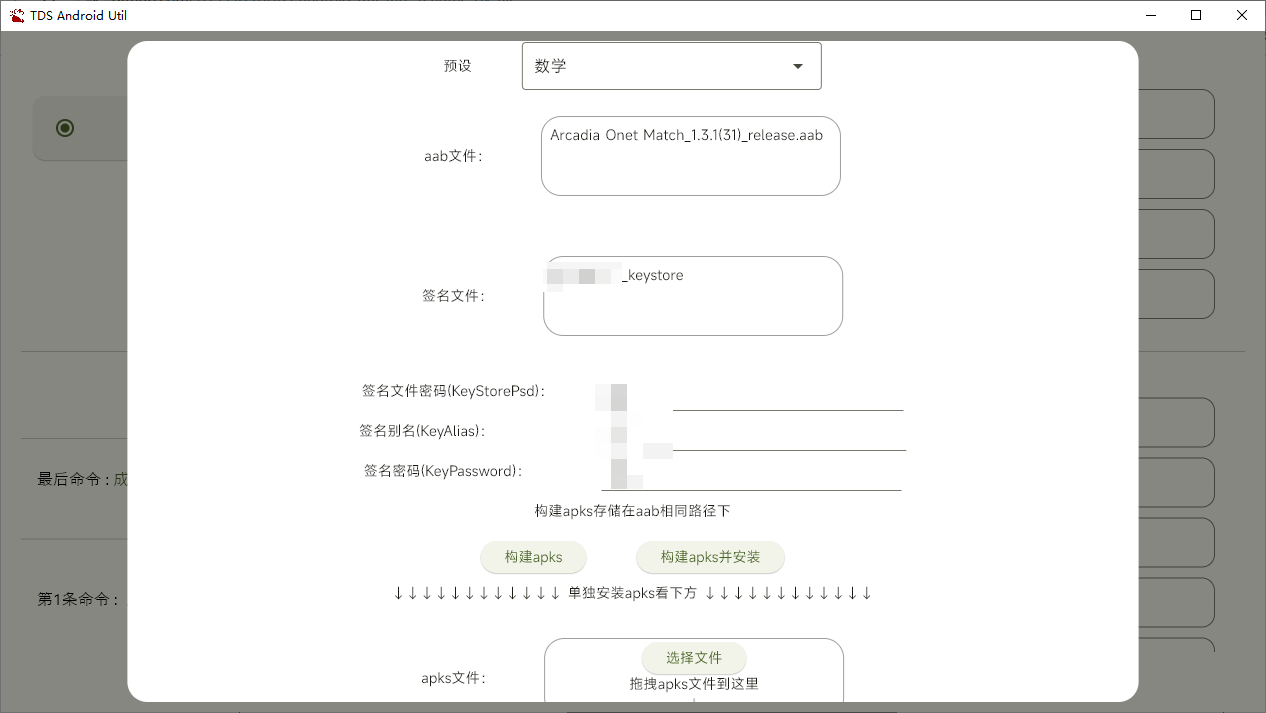 TDS Android Util
预设
数学
aab文件：
Arcadia Onet Match_1.3.1(31)_release.aab
签名文件：
_keystore
签名文件密码(KeyStorePsd)：
签名别名(KeyAlias)：
签名密码(KeyPassword)：
最后命令：成
构建apks存储在aab相同路径下
构建apks
构建apks并安装
第1条命令：
↓↓↓↓↓↓↓↓↓↓↓↓ 单独安装apks看下方 ↓↓↓↓↓↓↓↓↓↓↓↓
apks文件：
选择文件
拖拽apks文件到这里